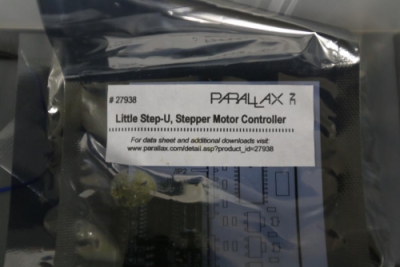 # 27938 PARALLAX INC
Little Step-U, Stepper Motor Controller
For data sheet and additional downloads visit:
www.parallax.com/detail.asp?product_id=27938